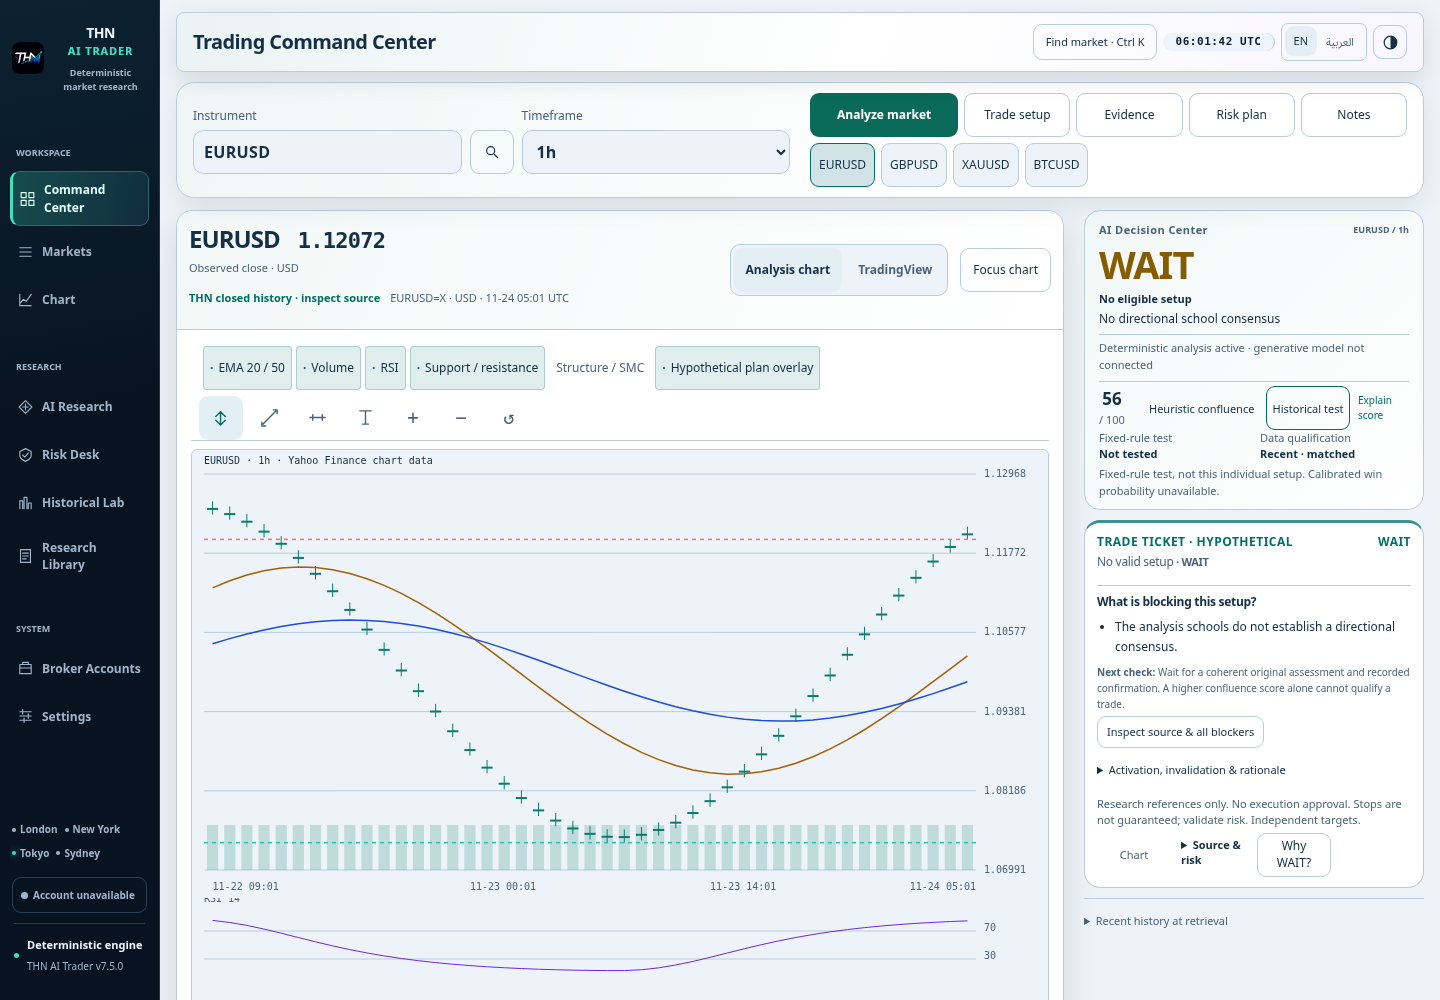 THN
AI TRADER
Deterministic
market research
WORKSPACE
Command
Center
Markets
Chart
RESEARCH
AI Research
Risk Desk
Historical Lab
Research
Library
SYSTEM
Broker Accounts
Settings
London New York
Tokyo Sydney
Account unavailable
Deterministic engine
THN AI Trader v7.5.0
Trading Command Center
Find market · Ctrl K
06:01:42 UTC
EN
العربية
Instrument
EURUSD
Timeframe
1h
Analyze market
Trade setup
Evidence
Risk plan
Notes
EURUSD
GBPUSD
XAUUSD
BTCUSD
EURUSD 1.12072
Observed close · USD
THN closed history · inspect source EURUSD=X · USD · 11-24 05:01 UTC
Analysis chart
TradingView
Focus chart
· EMA 20 / 50
· Volume
· RSI
· Support / resistance
Structure / SMC
· Hypothetical plan overlay
EURUSD · 1h · Yahoo Finance chart data
1.12968
1.11772
1.10577
1.09381
1.08186
1.06991
11-22 09:01
11-23 00:01
11-23 14:01
11-24 05:01
RSI 14
70
30
AI Decision Center
EURUSD / 1h
WAIT
No eligible setup
No directional school consensus
Deterministic analysis active · generative model not
connected
56
/ 100
Heuristic confluence
Historical test
Explain
score
Fixed-rule test
Not tested
Data qualification
Recent · matched
Fixed-rule test, not this individual setup. Calibrated win
probability unavailable.
TRADE TICKET · HYPOTHETICAL
WAIT
No valid setup · WAIT
What is blocking this setup?
• The analysis schools do not establish a directional
consensus.
Next check: Wait for a coherent original assessment and recorded
confirmation. A higher confluence score alone cannot qualify a
trade.
Inspect source & all blockers
Activation, invalidation & rationale
Research references only. No execution approval. Stops are
not guaranteed; validate risk. Independent targets.
Chart
Source &
risk
Why
WAIT?
Recent history at retrieval